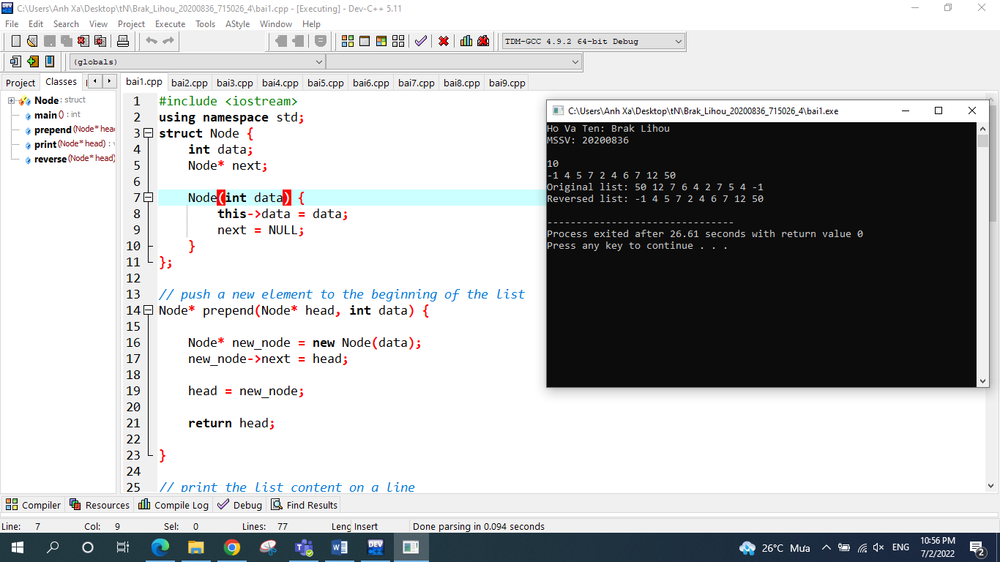 C:\Users\Anh Xa\Desktop\tN\Brak_Lihou_20200836_715026_4\bai1.cpp - [Executing] - Dev-C++ 5.11
File Edit Search View Project Execute Tools AStyle Window Help
TDM-GCC 4.9.2 64-bit Debug
(globals)
Project Classes
bai1.cpp bai2.cpp bai3.cpp bai4.cpp bai5.cpp bai6.cpp bai7.cpp bai8.cpp bai9.cpp
Node : struct
main () : int
prepend (Node* hea
print (Node* head) :
reverse (Node* head)
1 #include <iostream>
2 using namespace std;
3 struct Node {
4 int data;
5 Node* next;
6
7 Node(int data) {
8 this->data = data;
9 next = NULL;
10 }
11 };
12
13 // push a new element to the beginning of the list
14 Node* prepend(Node* head, int data) {
15
16 Node* new_node = new Node(data);
17 new_node->next = head;
18
19 head = new_node;
20
21 return head;
22
23 }
24
25 // print the list content on a line
C:\Users\Anh Xa\Desktop\tN\Brak_Lihou_20200836_715026_4\bai1.exe
Ho Va Ten: Brak Lihou
MSSV: 20200836
10
-1 4 5 7 2 4 6 7 12 50
Original list: 50 12 7 6 4 2 7 5 4 -1
Reversed list: -1 4 5 7 2 4 6 7 12 50
--------------------------------
Process exited after 26.61 seconds with return value 0
Press any key to continue . . .
Compiler Resources Compile Log Debug Find Results
Line: 7 Col: 9 Sel: 0 Lines: 77 Leng Insert Done parsing in 0.094 seconds
DEV
26°C Mưa ENG 10:56 PM
7/2/2022
2